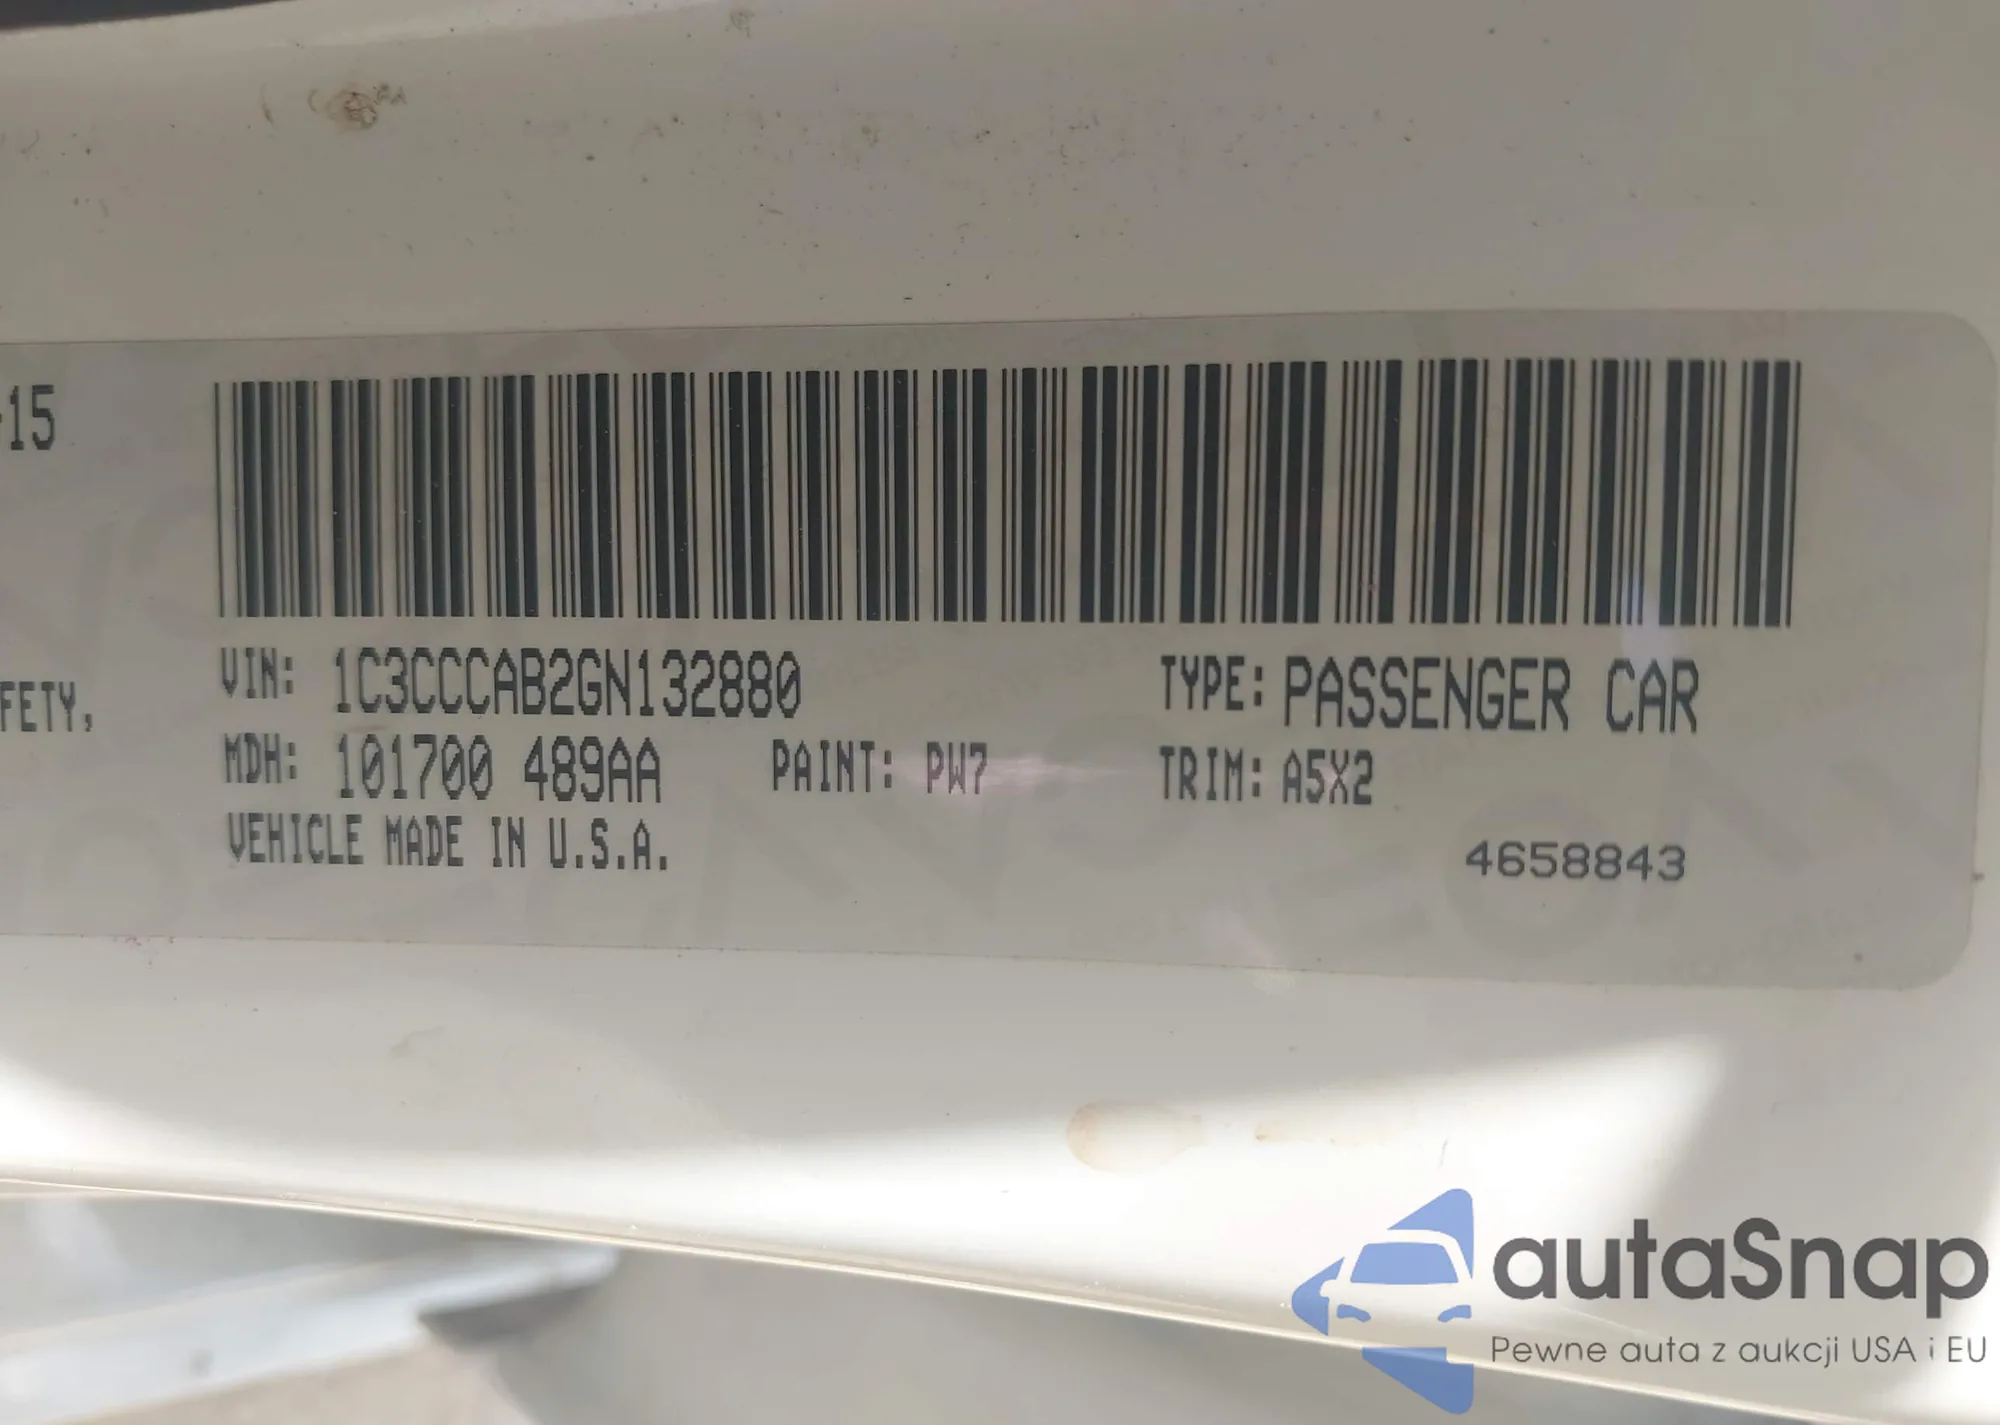 -15
FETY,
VIN: 1C3CCCAB2GN132880
TYPE: PASSENGER CAR
MDH: 101700 489AA
PAINT: PW7
TRIM: A5X2
VEHICLE MADE IN U.S.A.
4658843
autaSnap
Pewne auta z aukcji USA i EU